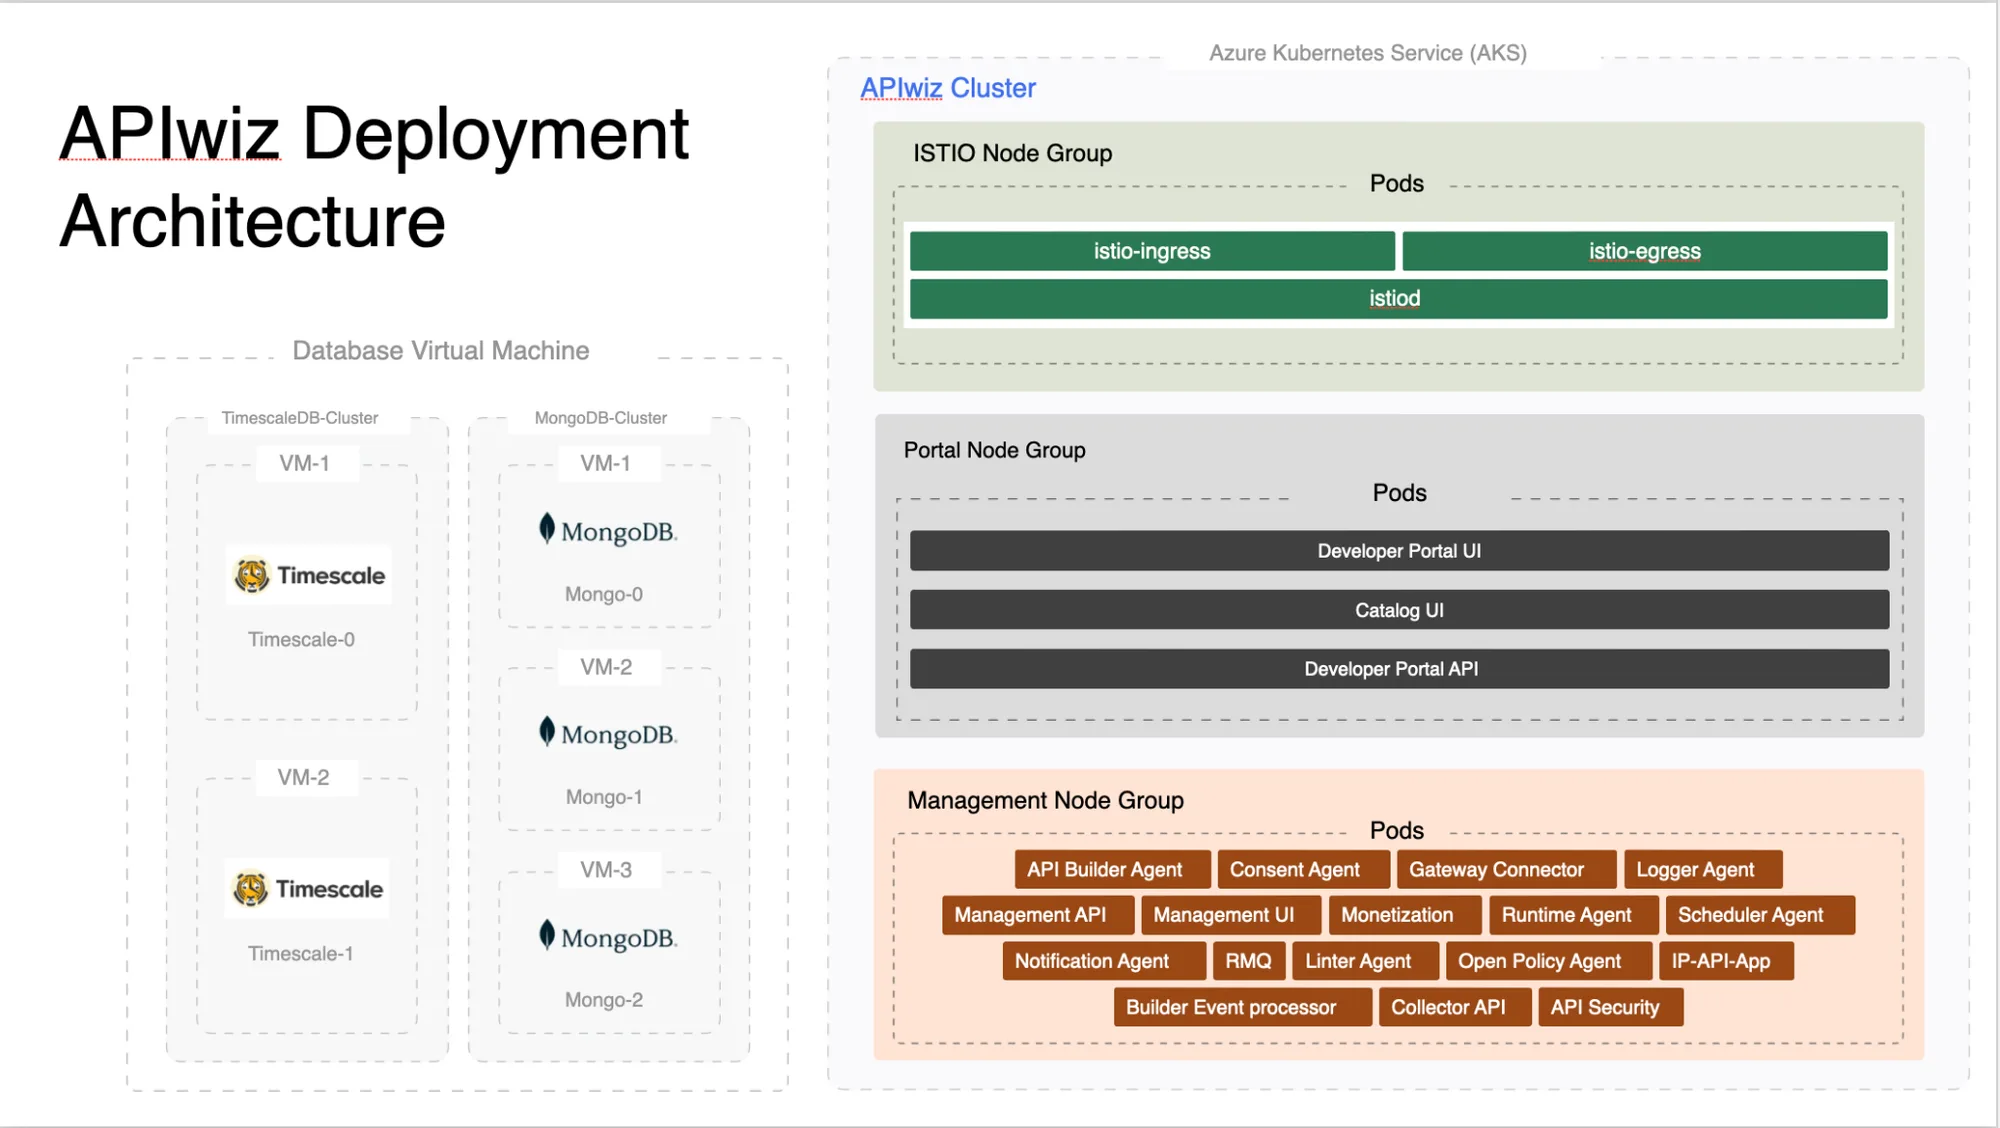 APIwiz Deployment
Architecture
Database Virtual Machine
TimescaleDB-Cluster
VM-1
Timescale
Timescale-0
VM-2
Timescale
Timescale-1
MongoDB-Cluster
VM-1
MongoDB.
Mongo-0
VM-2
MongoDB.
Mongo-1
VM-3
MongoDB.
Mongo-2
Azure Kubernetes Service (AKS)
APIwiz Cluster
ISTIO Node Group
Pods
istio-ingress
istio-egress
istiod
Portal Node Group
Pods
Developer Portal UI
Catalog UI
Developer Portal API
Management Node Group
Pods
API Builder Agent
Consent Agent
Gateway Connector
Logger Agent
Management API
Management UI
Monetization
Runtime Agent
Scheduler Agent
Notification Agent
RMQ
Linter Agent
Open Policy Agent
IP-API-App
Builder Event processor
Collector API
API Security